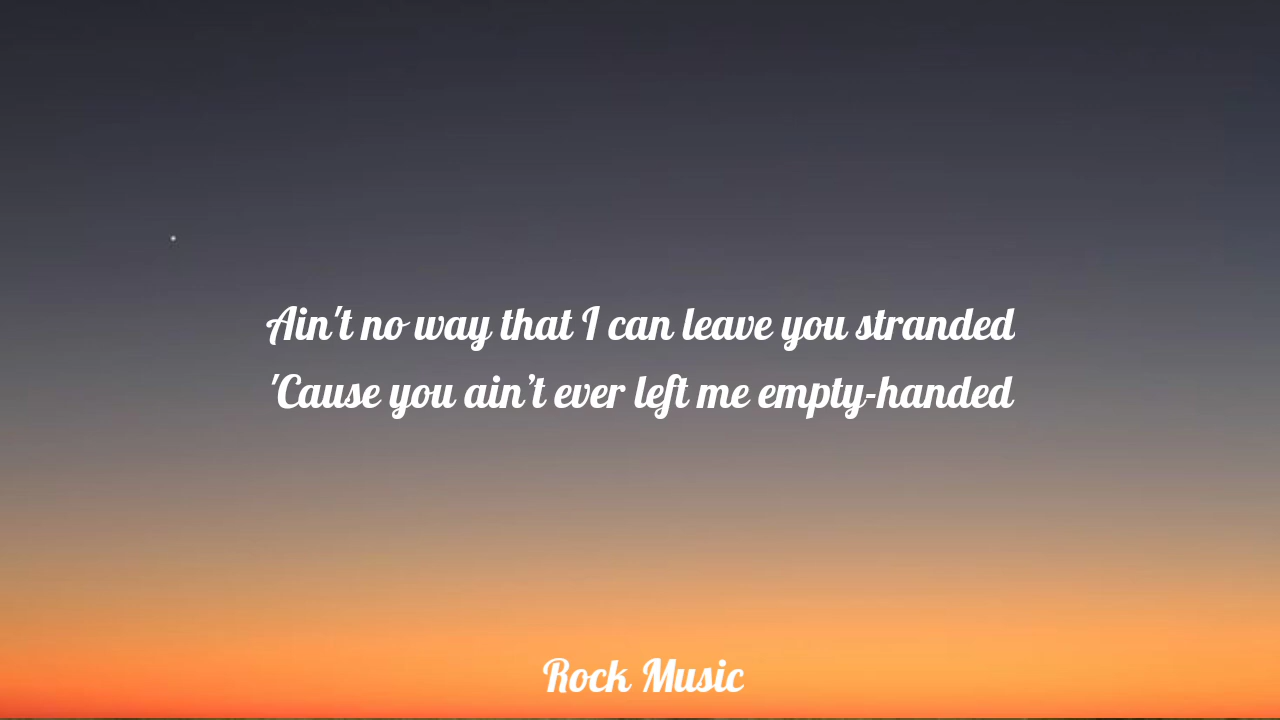 Ain't no way that I can leave you stranded
'Cause you ain’t ever left me empty-handed
Rock Music